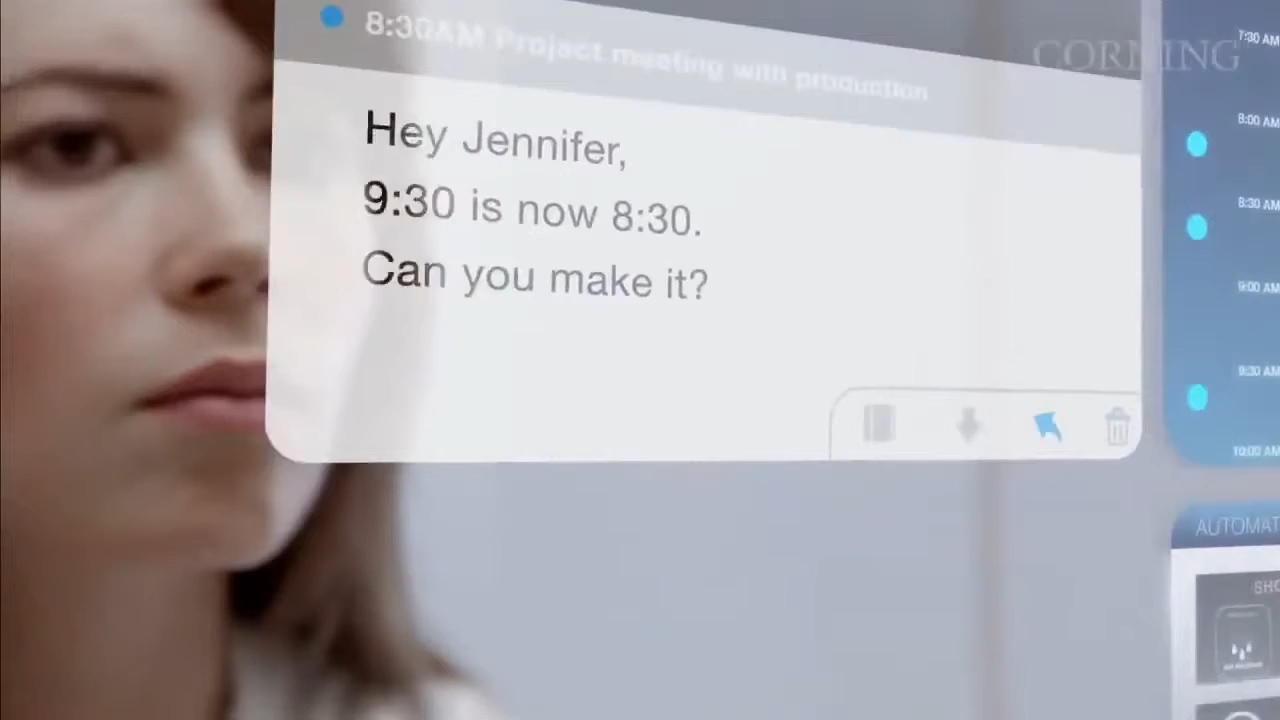 8:30AM Project meeting with production
CORNING
Hey Jennifer,
9:30 is now 8:30.
Can you make it?
7:30 AM
8:00 AM
8:30 AM
9:00 AM
9:30 AM
10:00 AM
AUTOMAT
SHO